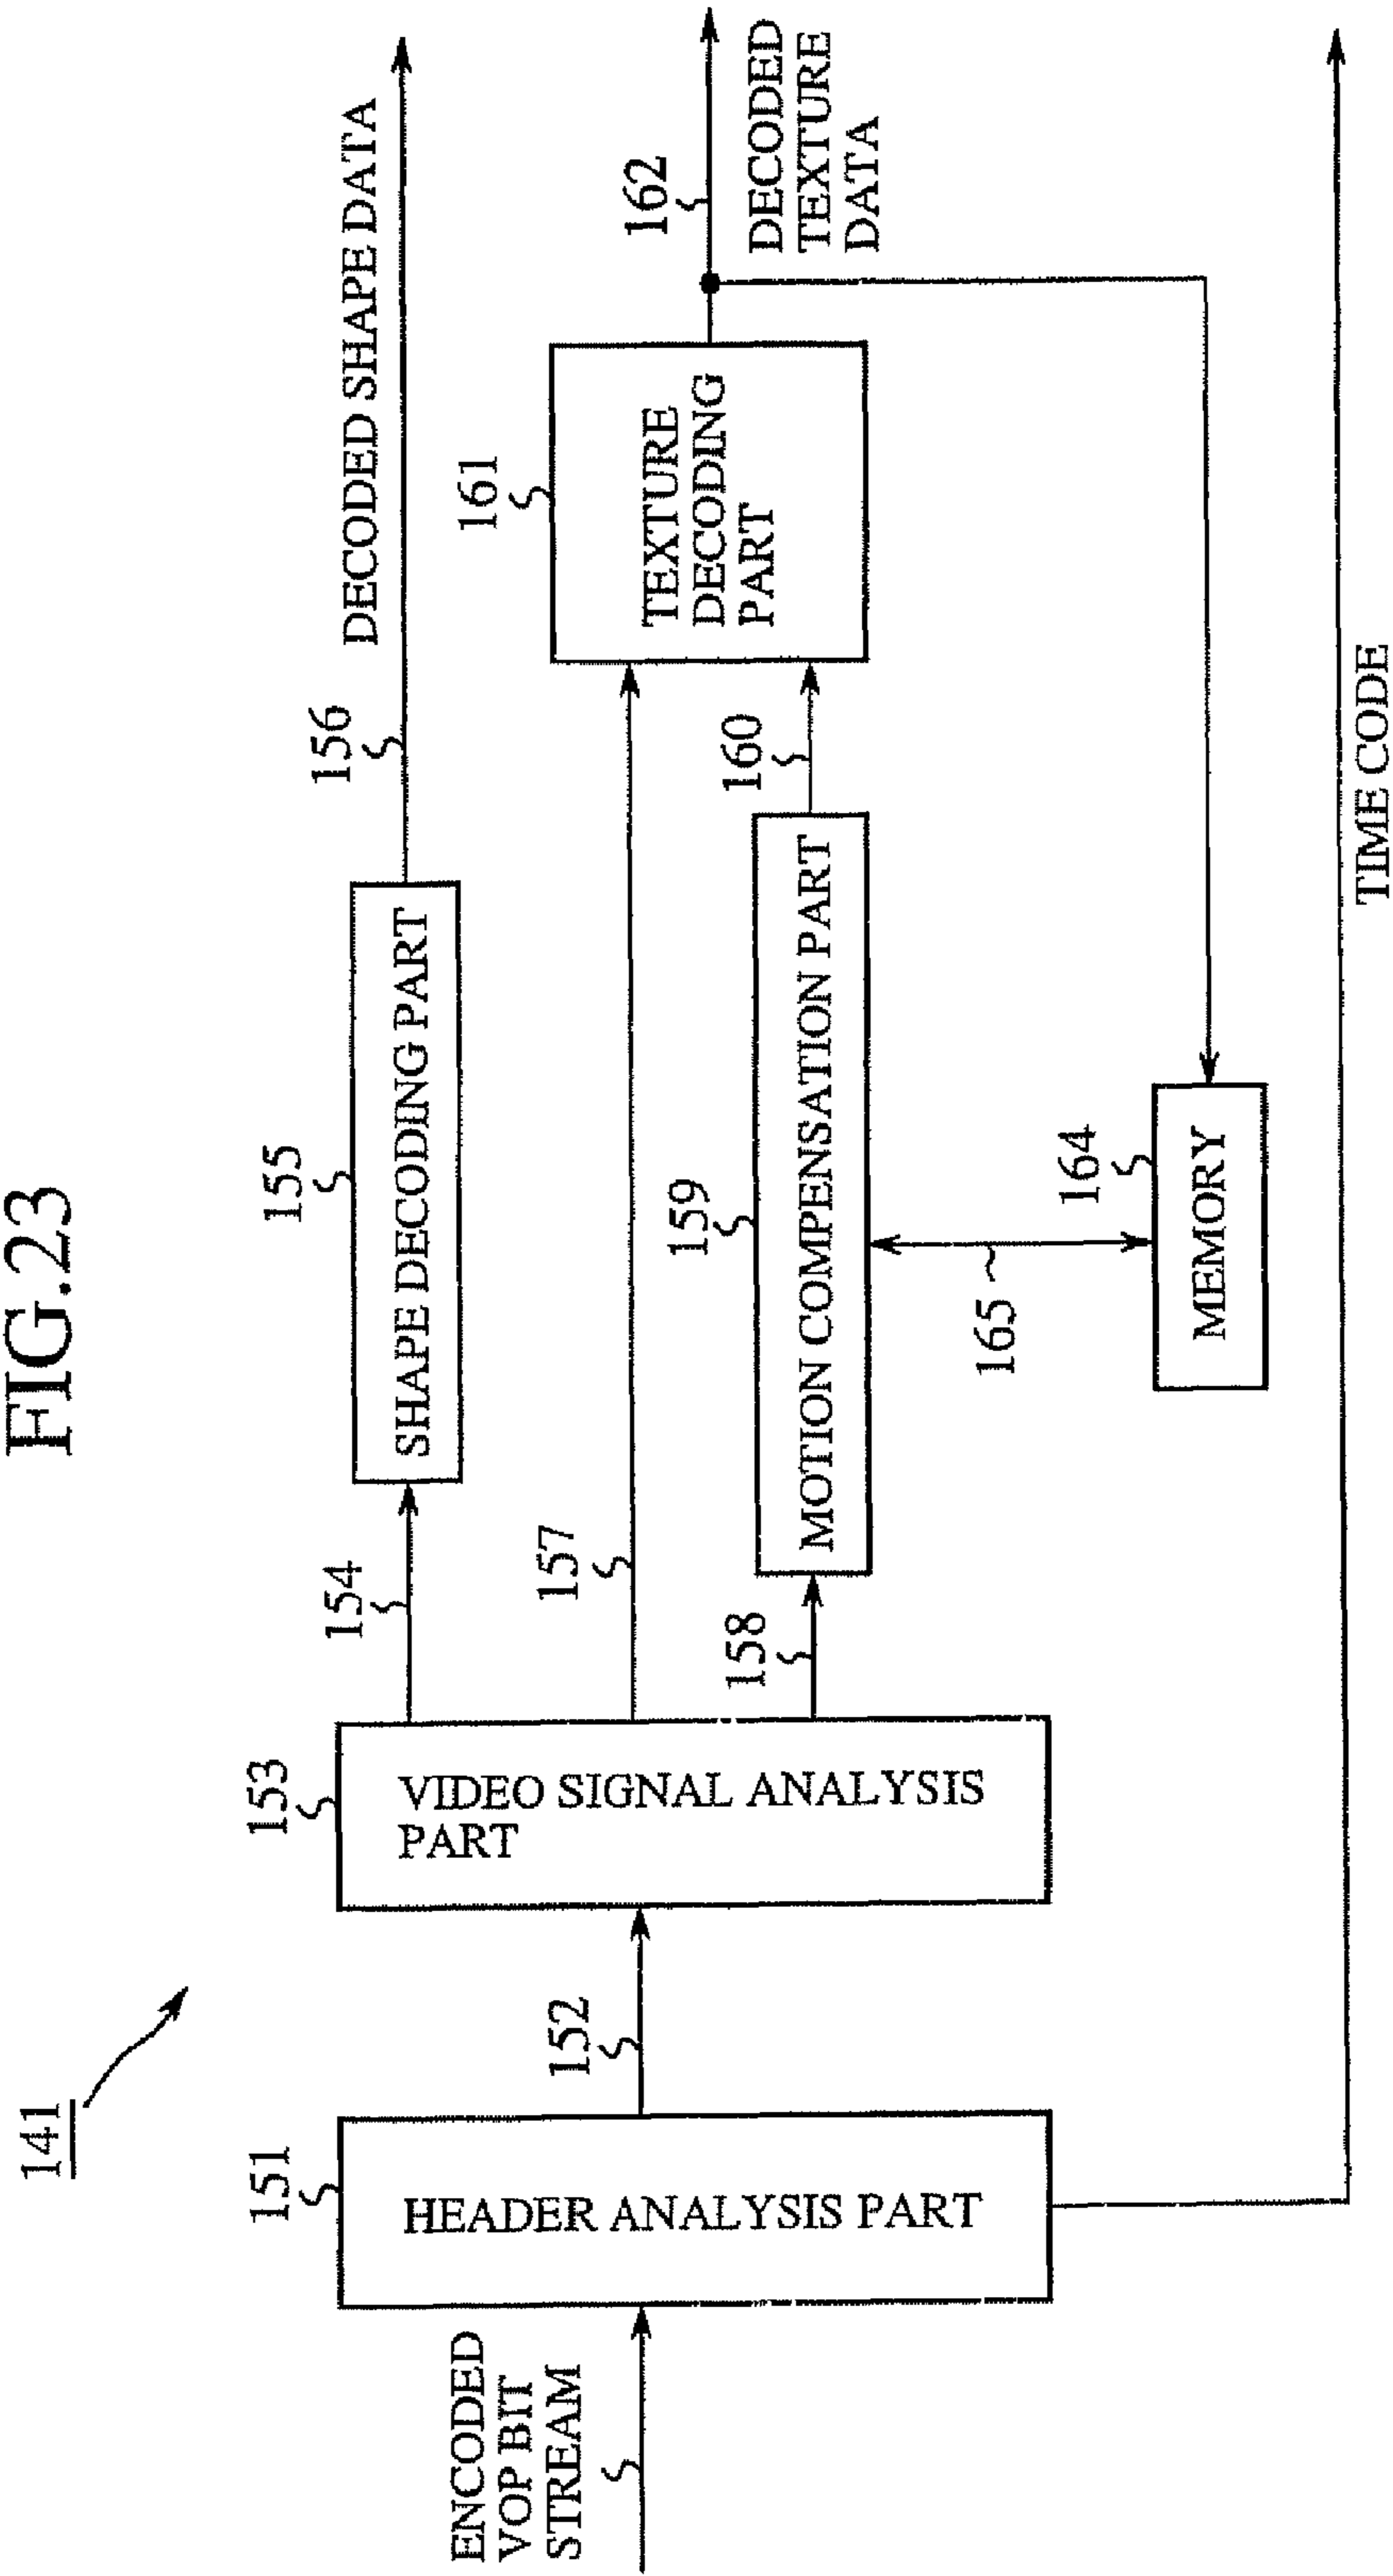 FIG.23
141
ENCODED
VOP BIT
STREAM
151
HEADER ANALYSIS PART
152
153
VIDEO SIGNAL ANALYSIS
PART
154
155
SHAPE DECODING PART
156
DECODED SHAPE DATA
157
158
159
MOTION COMPENSATION PART
160
161
TEXTURE
DECODING
PART
162
DECODED
TEXTURE
DATA
165
164
MEMORY
TIME CODE